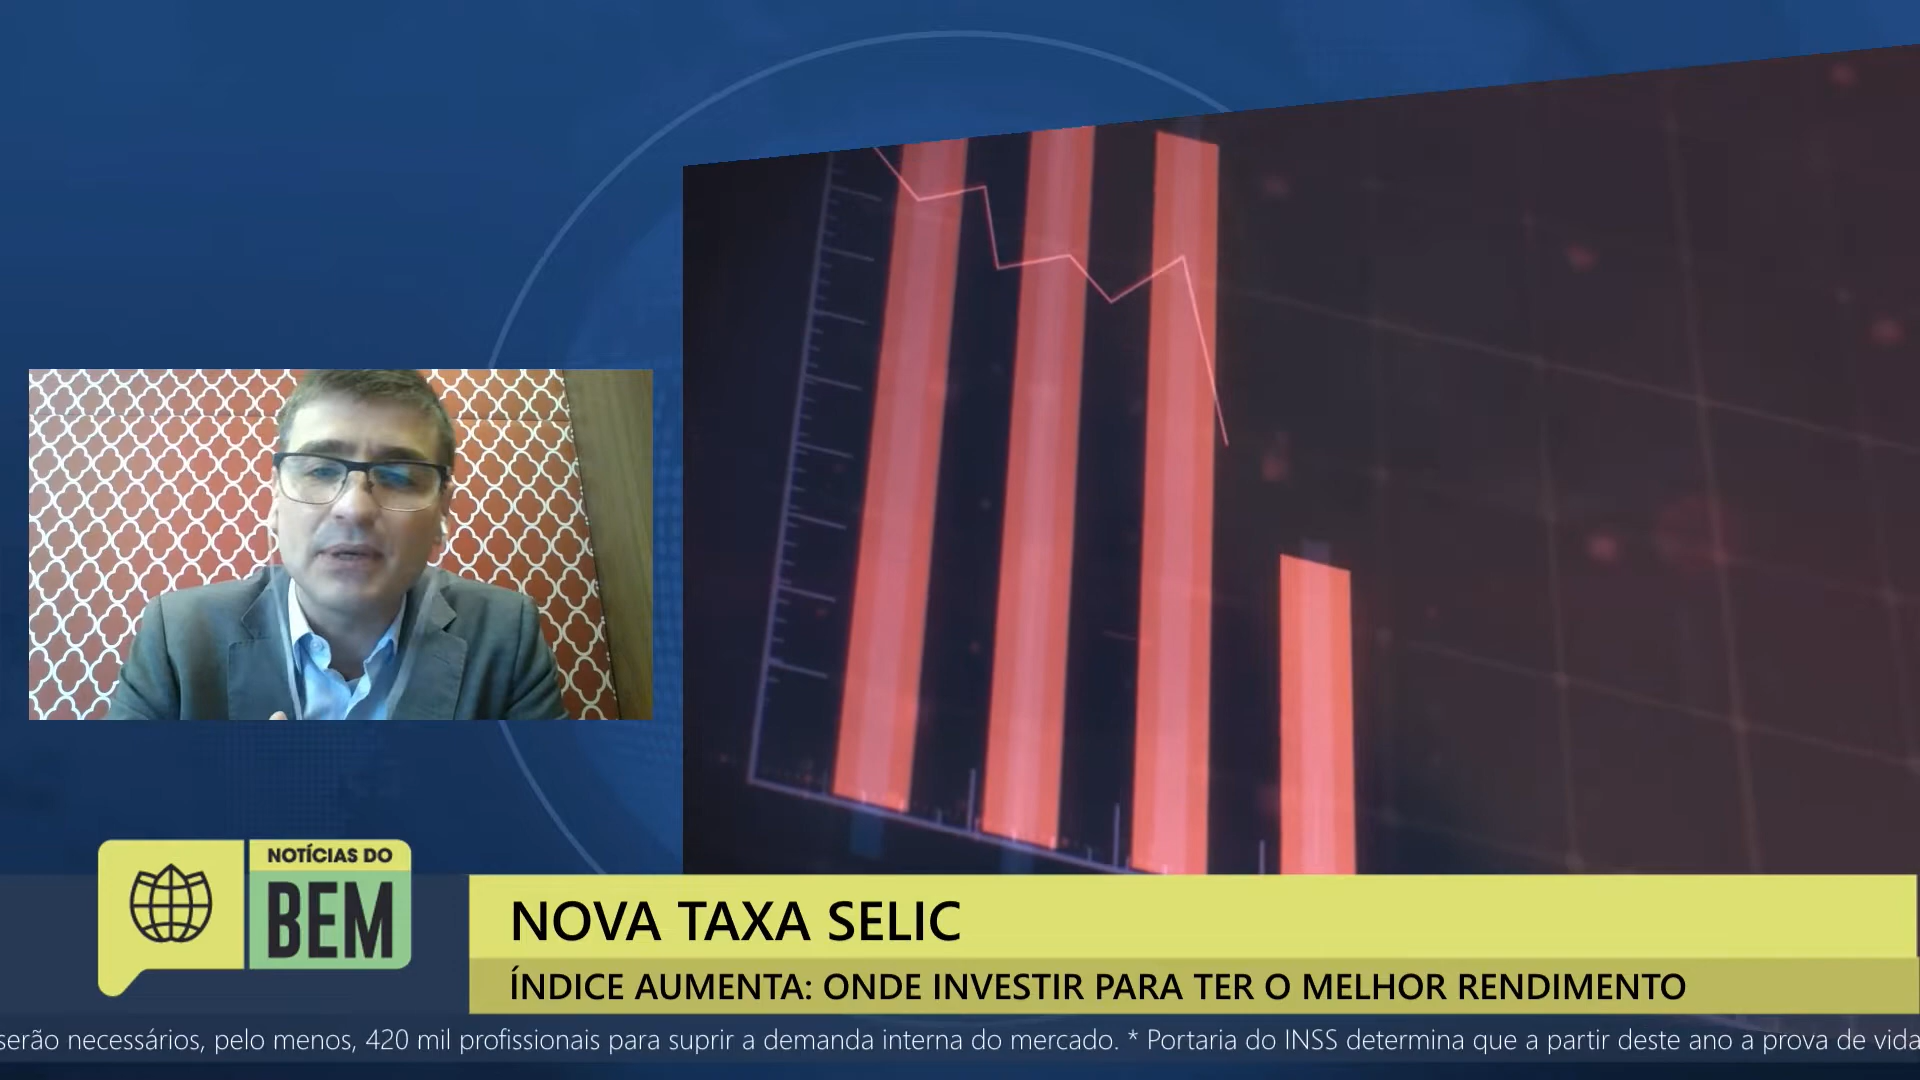 NOTÍCIAS DO
BEM
NOVA TAXA SELIC
ÍNDICE AUMENTA: ONDE INVESTIR PARA TER O MELHOR RENDIMENTO
serão necessários, pelo menos, 420 mil profissionais para suprir a demanda interna do mercado. * Portaria do INSS determina que a partir deste ano a prova de vida